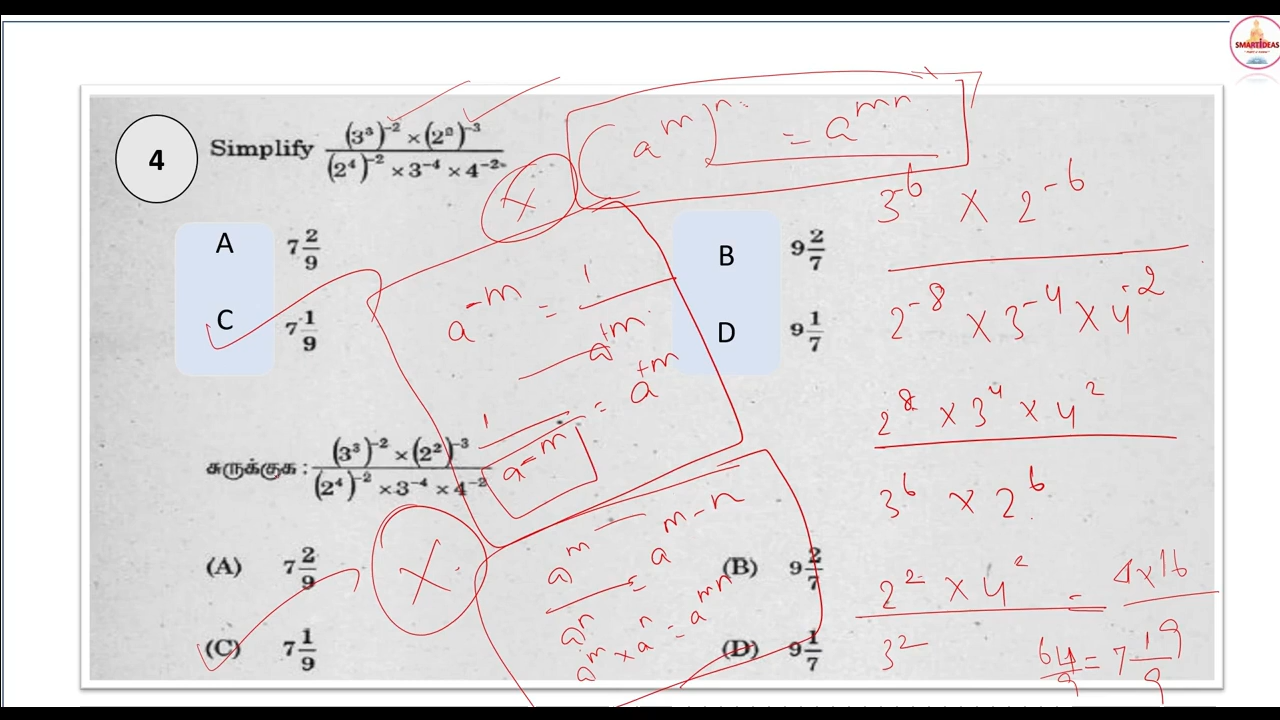 SMARTIDEAS
4
Simplify (3³)⁻² × (2²)⁻³ / (2⁴)⁻² × 3⁻⁴ × 4⁻²
A 7 2/9
B 9 2/7
C 7 1/9
D 9 1/7
(aᵐ)ⁿ = aᵐⁿ
a⁻ᵐ = 1 / a⁺ᵐ
1 / a⁻ᵐ = a⁺ᵐ
aᵐ / aⁿ = aᵐ⁻ⁿ
aᵐ × aⁿ = aᵐⁿ
3⁻⁶ × 2⁻⁶ / 2⁻⁸ × 3⁻⁴ × 4⁻²
2⁸ × 3⁴ × 4² / 3⁶ × 2⁶
2² × 4² / 3² = 4×16 / 9
64/9 = 7 1/9
சுருக்குக : (3³)⁻² × (2²)⁻³ / (2⁴)⁻² × 3⁻⁴ × 4⁻²
(A) 7 2/9
(B) 9 2/7
(C) 7 1/9
(D) 9 1/7